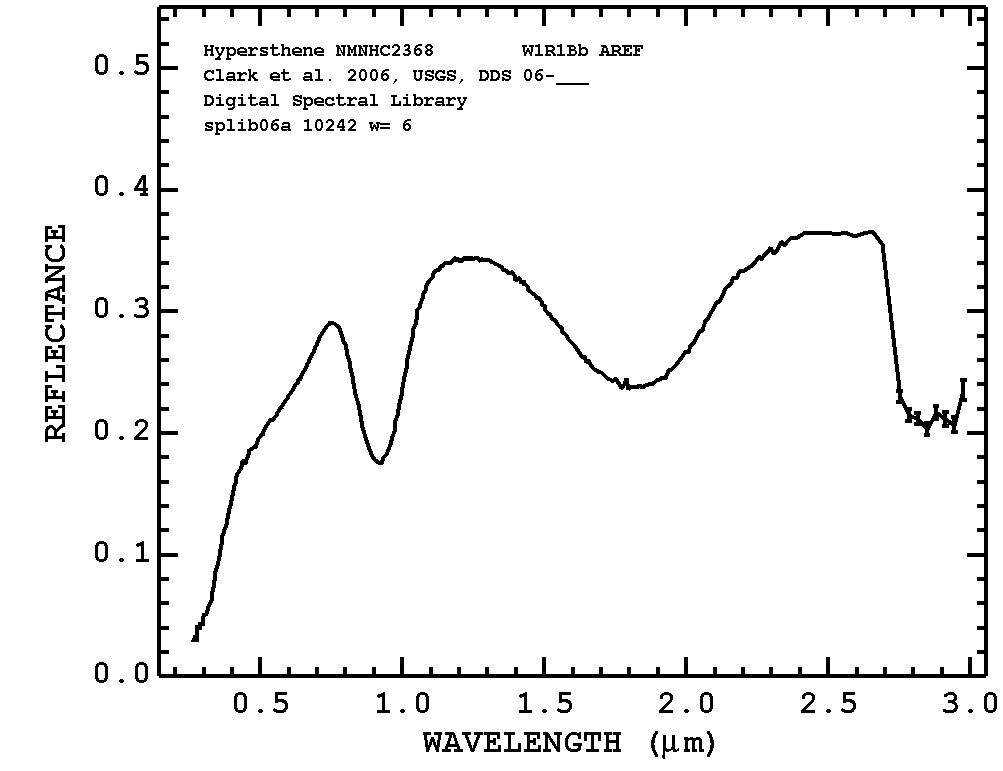 Hypersthene NMNHC2368 W1R1Bb AREF
Clark et al. 2006, USGS, DDS 06-___
Digital Spectral Library
splib06a 10242 w= 6
0.5
0.4
0.3
0.2
0.1
0.0
REFLECTANCE
0.5 1.0 1.5 2.0 2.5 3.0
WAVELENGTH (μm)